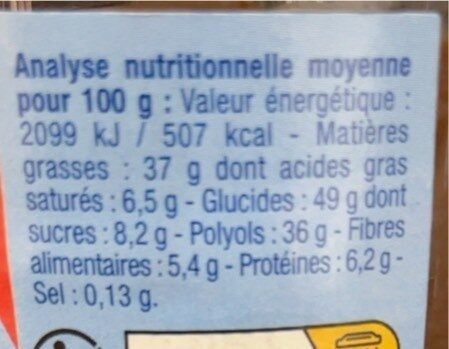 Analyse nutritionnelle moyenne
pour 100 g : Valeur énergétique :
2099 kJ / 507 kcal - Matières
grasses : 37 g dont acides gras
saturés : 6,5 g - Glucides : 49 g dont
sucres : 8,2 g - Polyols : 36 g - Fibres
alimentaires : 5,4 g - Protéines : 6,2 g -
Sel : 0,13 g.